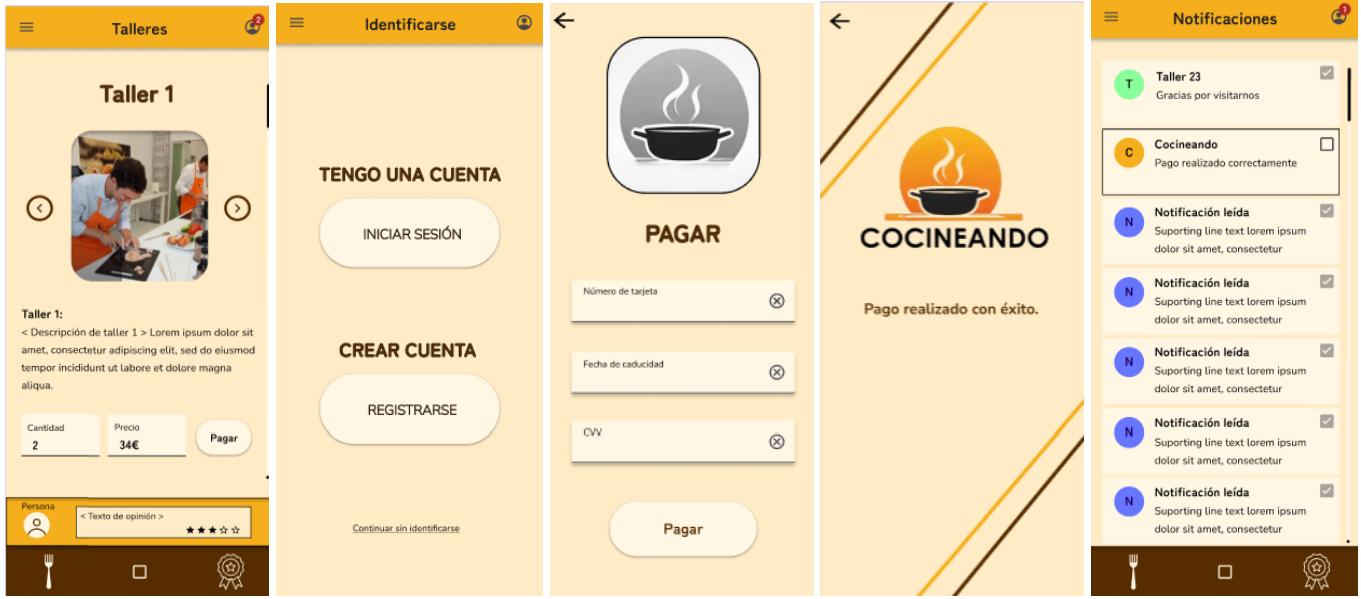 Talleres
2
Taller 1
Taller 1:
< Descripción de taller 1 > Lorem ipsum dolor sit
amet, consectetur adipiscing elit, sed do eiusmod
tempor incididunt ut labore et dolore magna
aliqua.
Cantidad
2
Precio
34€
Pagar
Persona
< Texto de opinión >
Identificarse
TENGO UNA CUENTA
INICIAR SESIÓN
CREAR CUENTA
REGISTRARSE
Continuar sin identificarse
PAGAR
Número de tarjeta
Fecha de caducidad
CVV
Pagar
COCINEANDO
Pago realizado con éxito.
Notificaciones
1
T
Taller 23
Gracias por visitarnos
C
Cocineando
Pago realizado correctamente
N
Notificación leída
Suporting line text lorem ipsum
dolor sit amet, consectetur
N
Notificación leída
Suporting line text lorem ipsum
dolor sit amet, consectetur
N
Notificación leída
Suporting line text lorem ipsum
dolor sit amet, consectetur
N
Notificación leída
Suporting line text lorem ipsum
dolor sit amet, consectetur
N
Notificación leída
Suporting line text lorem ipsum
dolor sit amet, consectetur